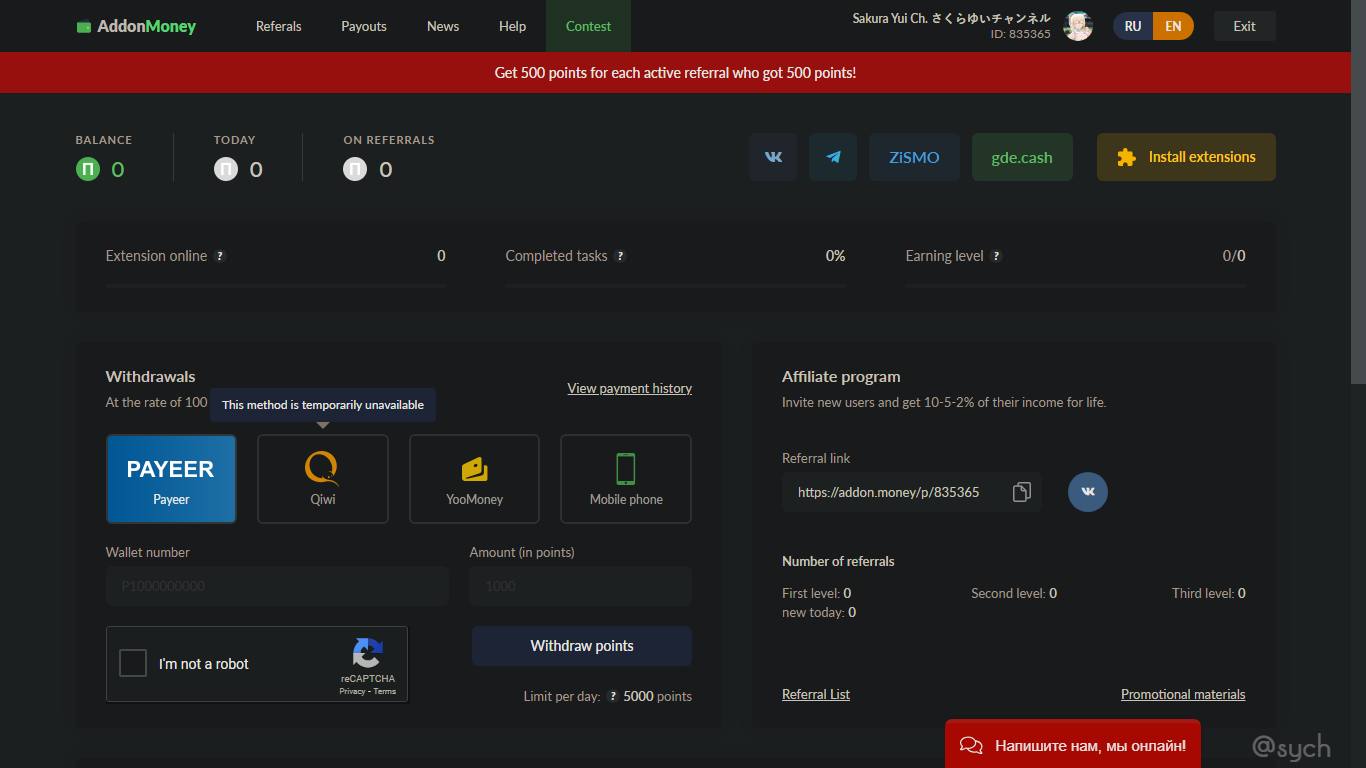 AddonMoney
Referrals
Payouts
News
Help
Contest
Sakura Yui Ch. さくらゆいチャンネル
ID: 835365
RU
EN
Exit
Get 500 points for each active referral who got 500 points!
BALANCE
П 0
TODAY
П 0
ON REFERRALS
П 0
ZiSMO
gde.cash
Install extensions
Extension online ?
0
Completed tasks ?
0%
Earning level ?
0/0
Withdrawals
At the rate of 100
View payment history
This method is temporarily unavailable
PAYEER
Payeer
Qiwi
YooMoney
Mobile phone
Wallet number
P1000000000
Amount (in points)
1000
I'm not a robot
reCAPTCHA
Privacy - Terms
Withdraw points
Limit per day: ? 5000 points
Affiliate program
Invite new users and get 10-5-2% of their income for life.
Referral link
https://addon.money/p/835365
Number of referrals
First level: 0
new today: 0
Second level: 0
Third level: 0
Referral List
Promotional materials
Напишите нам, мы онлайн!
@sych